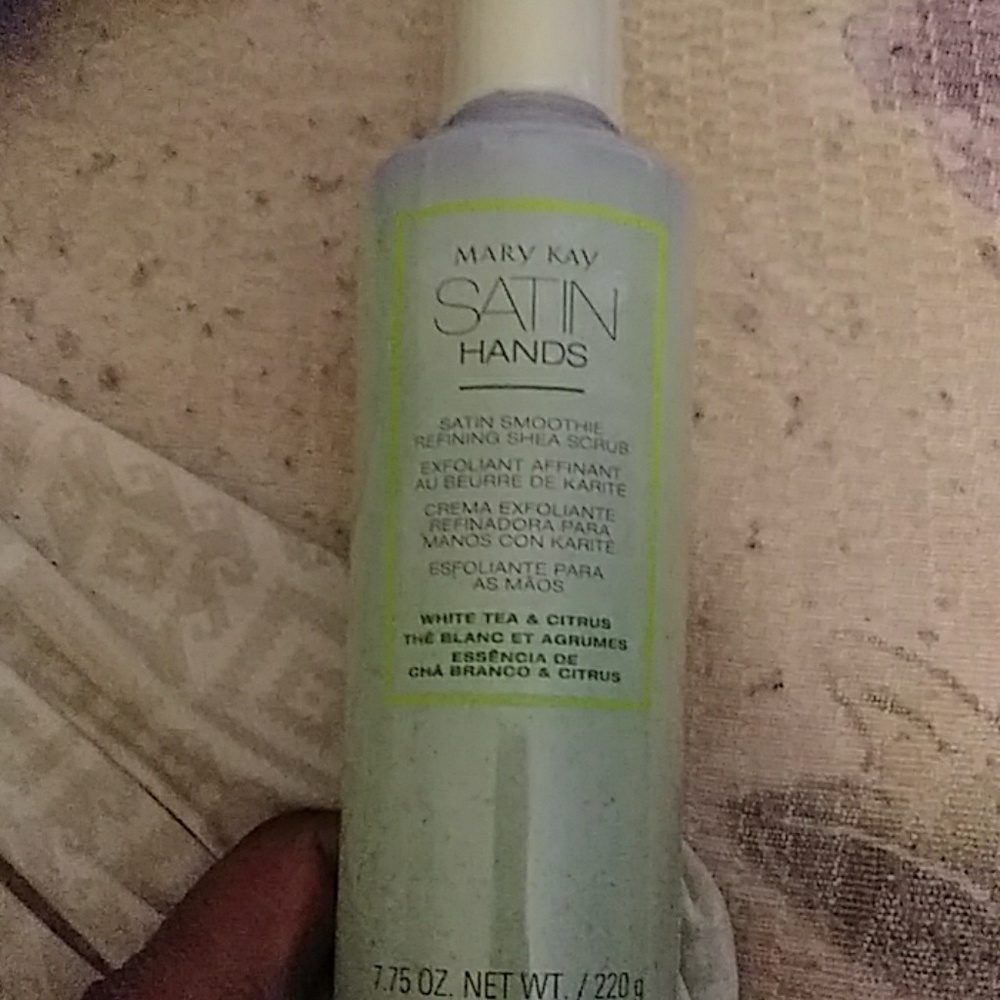 MARY KAY
SATIN
HANDS
SATIN SMOOTHIE
REFINING SHEA SCRUB
EXFOLIANT AFFINANT
AU BEURRE DE KARITÉ
CREMA EXFOLIANTE
REFINADORA PARA
MANOS CON KARITÉ
ESFOLIANTE PARA
AS MÃOS
WHITE TEA & CITRUS
THÉ BLANC ET AGRUMES
ESSÊNCIA DE
CHÁ BRANCO & CITRUS
7.75 OZ. NET WT. / 220 g